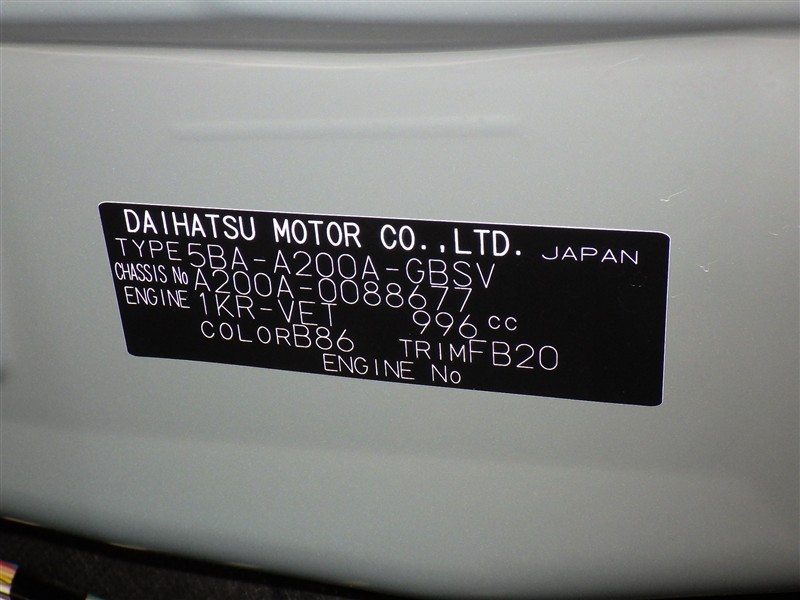 DAIHATSU MOTOR CO.,LTD. JAPAN
TYPE 5BA-A200A-GBSV
CHASSIS No A200A-0088677
ENGINE 1KR-VET 996 cc
COLOR B86 TRIM FB20
ENGINE No